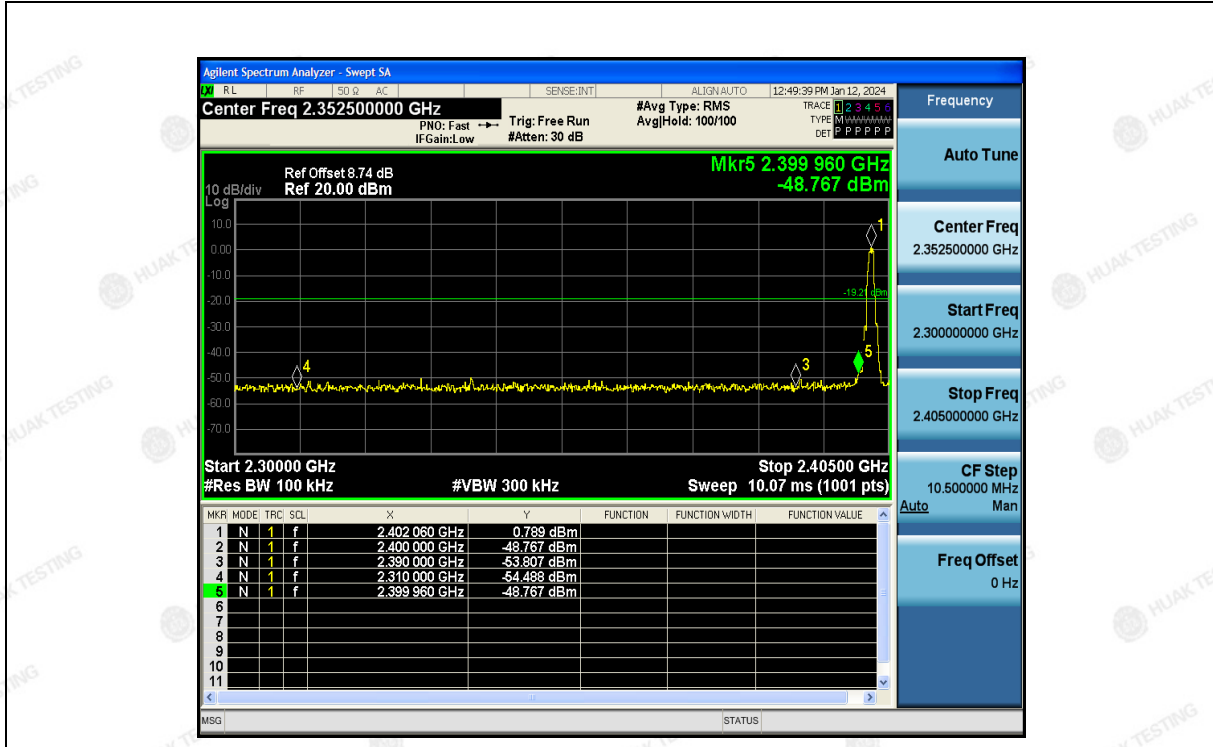 Agilent Spectrum Analyzer - Swept SA
LXI RL RF 50 Ω AC SENSE:INT ALIGN AUTO 12:49:39 PM Jan 12, 2024
Center Freq 2.352500000 GHz
PNO: Fast
IFGain:Low
Trig: Free Run
#Atten: 30 dB
#Avg Type: RMS
Avg|Hold: 100/100
TRACE 1 2 3 4 5 6
TYPE M
DET P P P P P P
Mkr5 2.399 960 GHz
-48.767 dBm
Ref Offset 8.74 dB
10 dB/div Ref 20.00 dBm
Log
10.0
0.00
-10.0
-20.0
-30.0
-40.0
-50.0
-60.0
-70.0
-19.21 dBm
1
5
3
4
Start 2.30000 GHz Stop 2.40500 GHz
#Res BW 100 kHz #VBW 300 kHz Sweep 10.07 ms (1001 pts)
MKR MODE TRC SCL X Y FUNCTION FUNCTION WIDTH FUNCTION VALUE
1 N 1 f 2.402 060 GHz 0.789 dBm
2 N 1 f 2.400 000 GHz -48.767 dBm
3 N 1 f 2.390 000 GHz -53.807 dBm
4 N 1 f 2.310 000 GHz -54.488 dBm
5 N 1 f 2.399 960 GHz -48.767 dBm
6
7
8
9
10
11
MSG STATUS
Frequency
Auto Tune
Center Freq
2.352500000 GHz
Start Freq
2.300000000 GHz
Stop Freq
2.405000000 GHz
CF Step
10.500000 MHz
Auto Man
Freq Offset
0 Hz
HUAK TESTING
HUAK TESTING
HUAK TESTING
HUAK TESTING